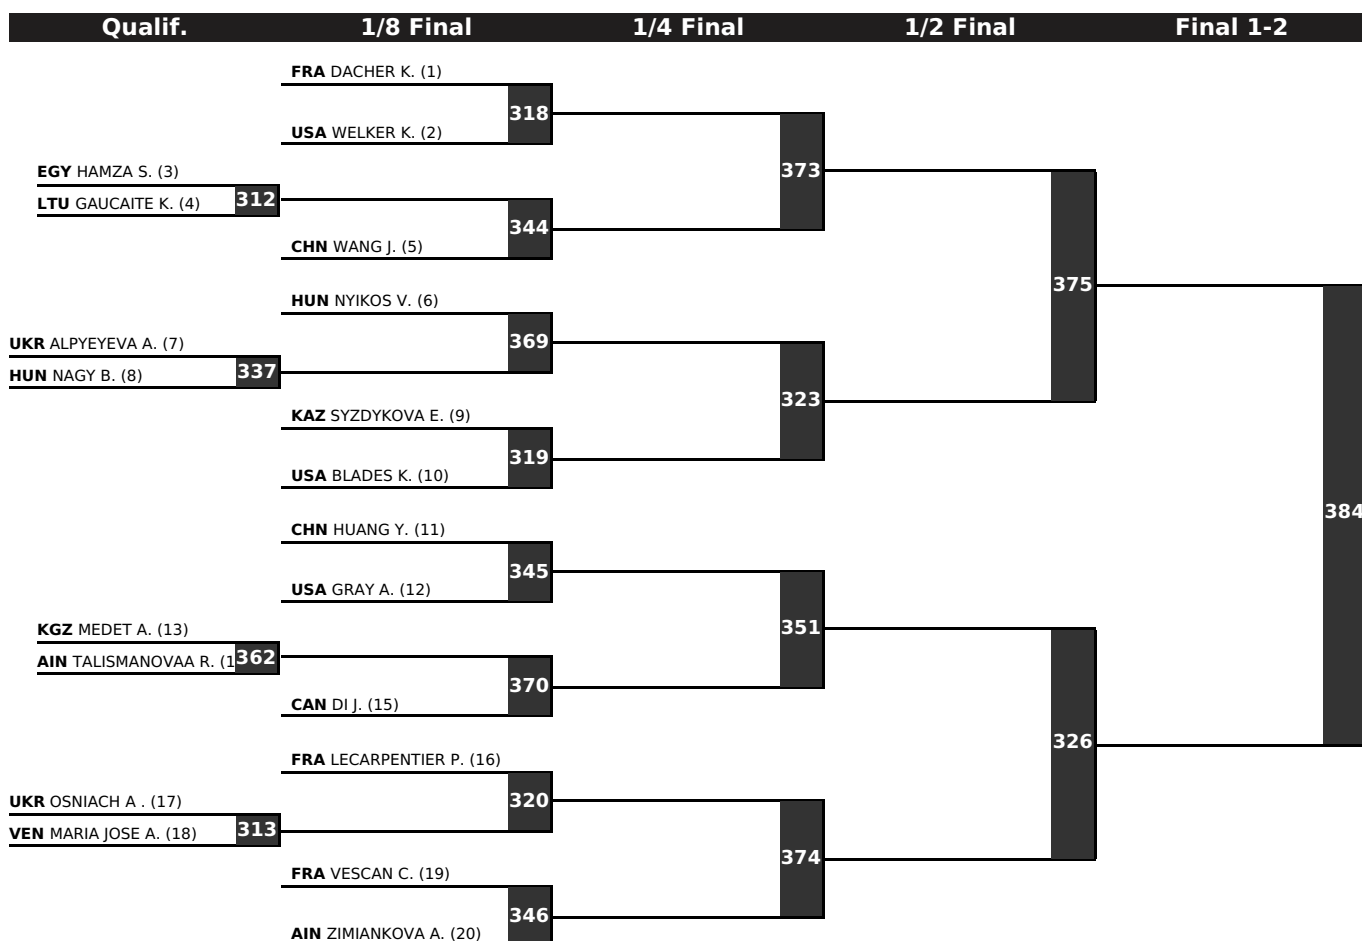 Qualif. 1/8 Final 1/4 Final 1/2 Final Final 1-2
FRA DACHER K. (1)
318
USA WELKER K. (2)
EGY HAMZA S. (3)
373
LTU GAUCAITE K. (4) 312
344
CHN WANG J. (5)
375
HUN NYIKOS V. (6)
369
UKR ALPYEYEVA A. (7)
HUN NAGY B. (8) 337
323
KAZ SYZDYKOVA E. (9)
319
USA BLADES K. (10)
384
CHN HUANG Y. (11)
345
USA GRAY A. (12)
KGZ MEDET A. (13)
351
AIN TALISMANOVAA R. (1 362
370
CAN DI J. (15)
326
FRA LECARPENTIER P. (16)
320
UKR OSNIACH A . (17)
VEN MARIA JOSE A. (18) 313
374
FRA VESCAN C. (19)
346
AIN ZIMIANKOVA A. (20)